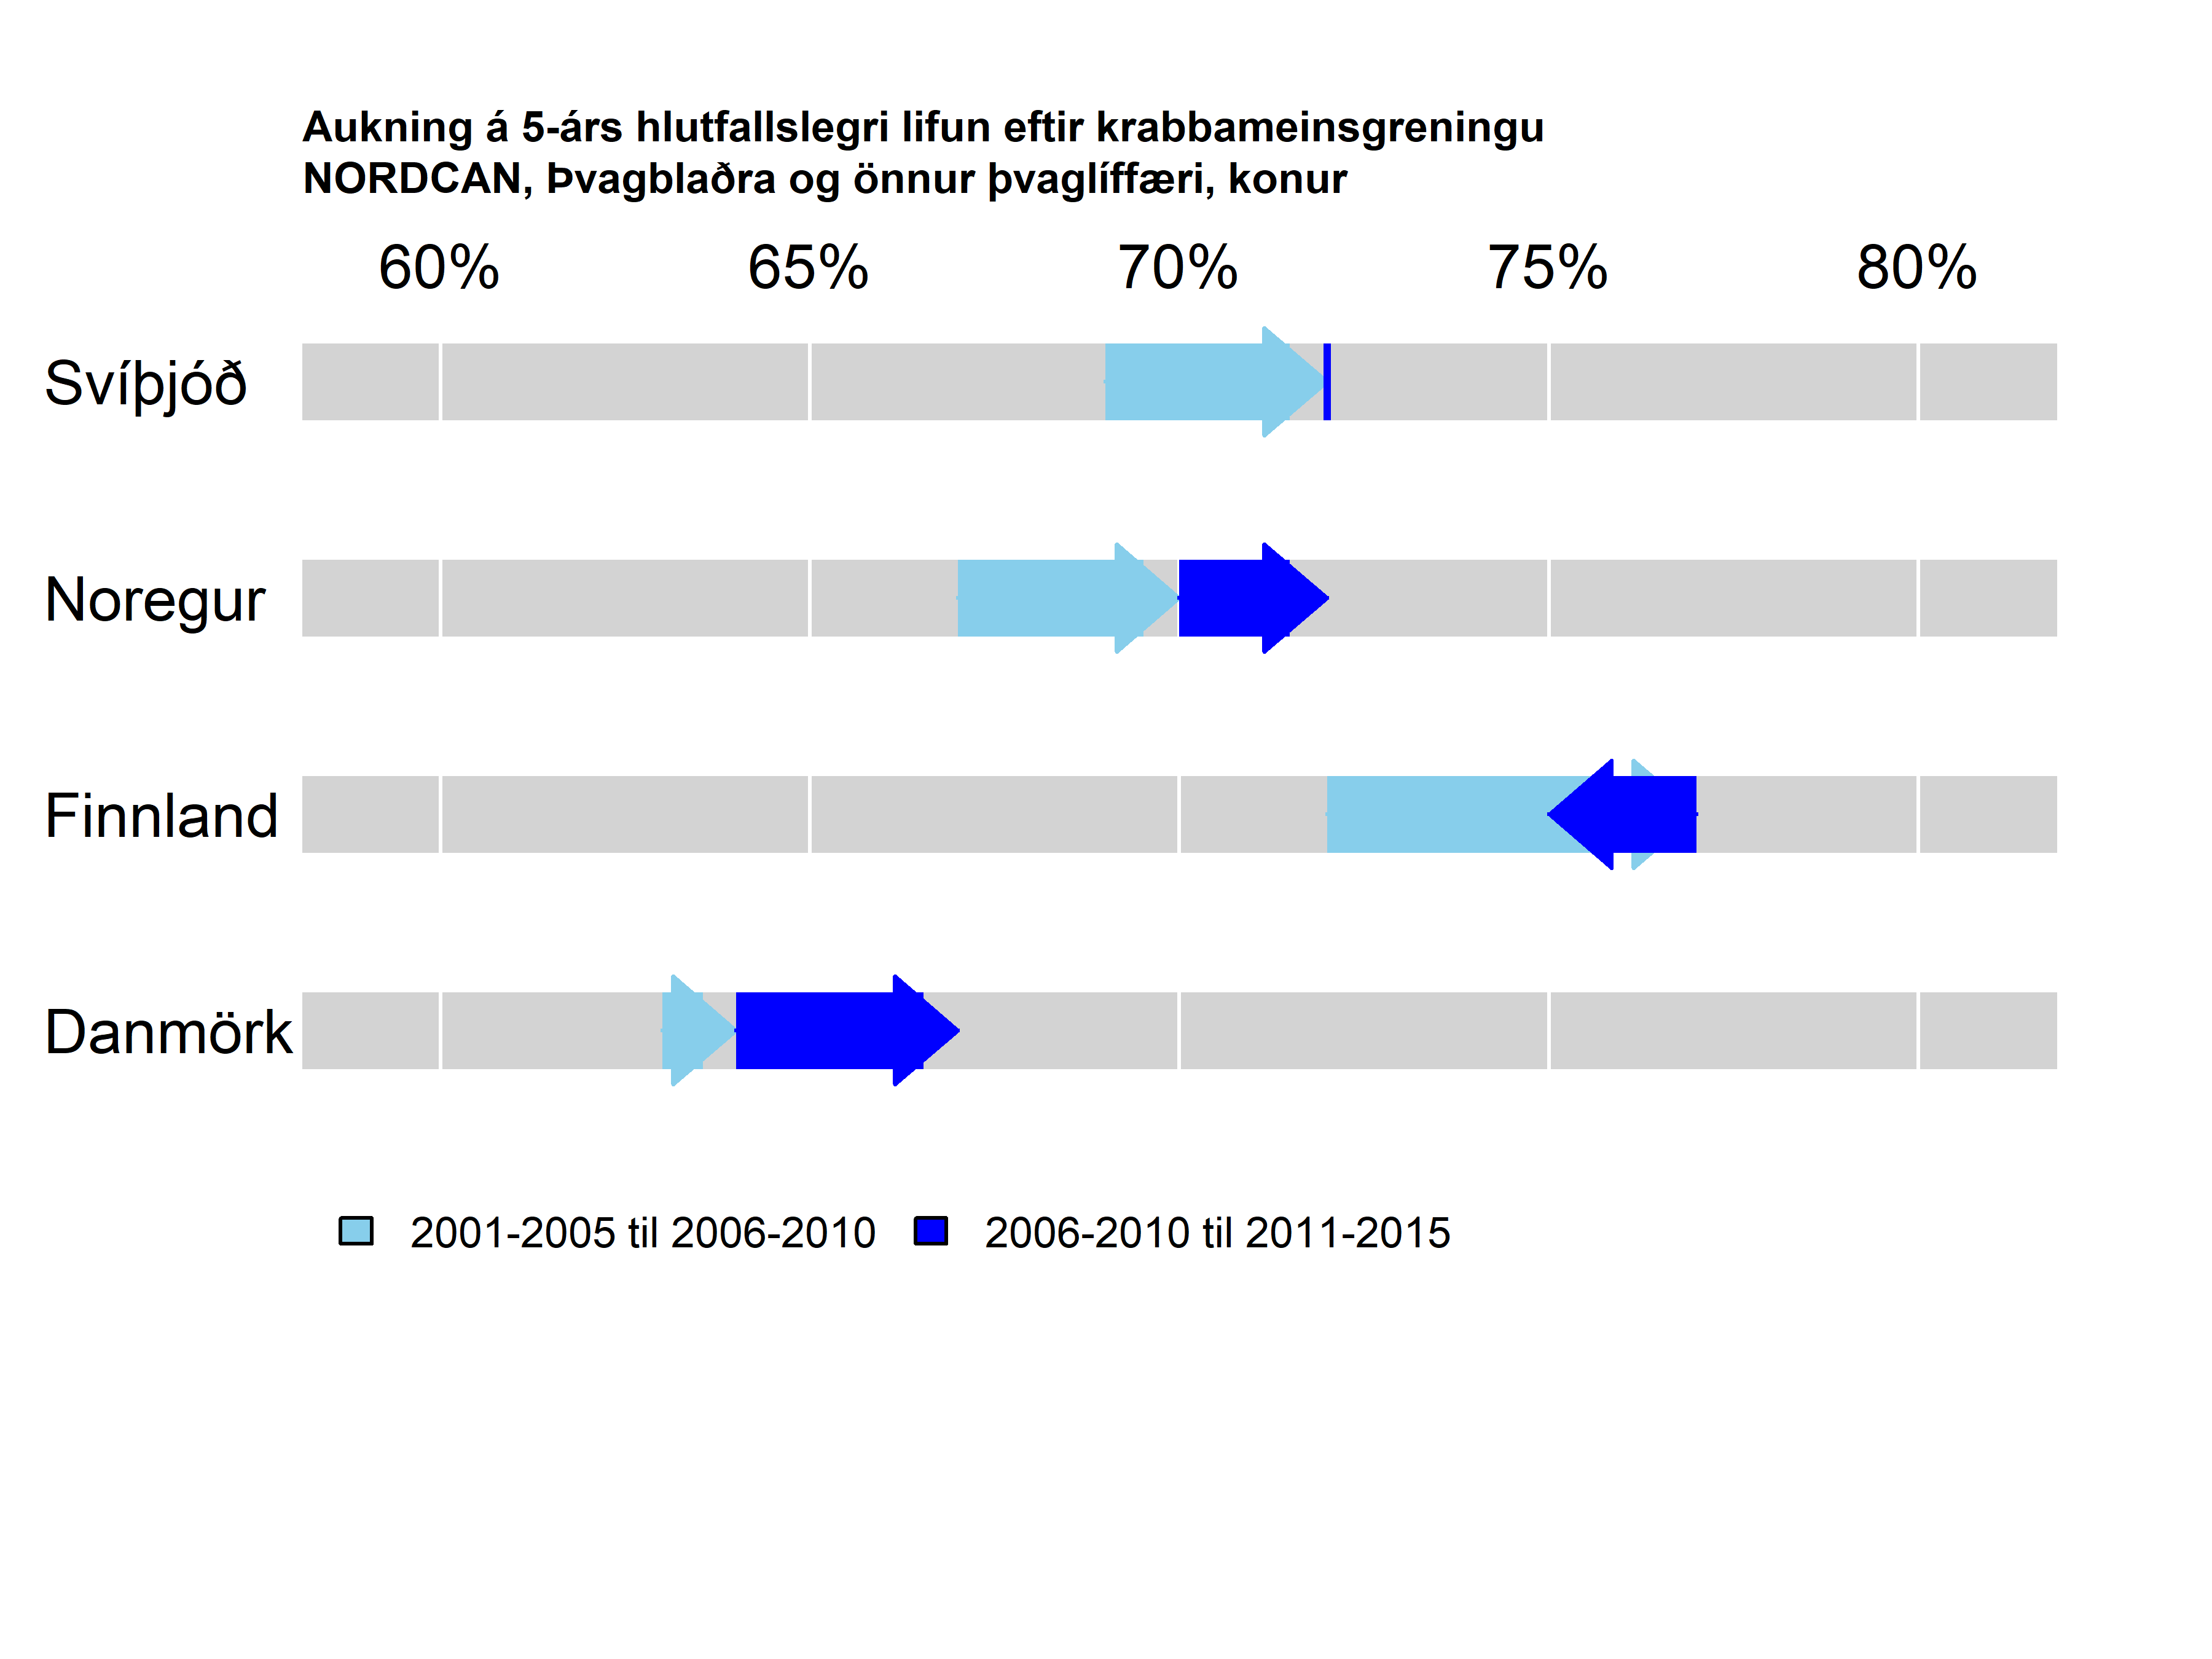 Aukning á 5-árs hlutfallslegri lifun eftir krabbameinsgreiningu
NORDCAN, Þvagblaðra og önnur þvaglíffæri, konur
60% 65% 70% 75% 80%
Svíþjóð
Noregur
Finnland
Danmörk
2001-2005 til 2006-2010 2006-2010 til 2011-2015